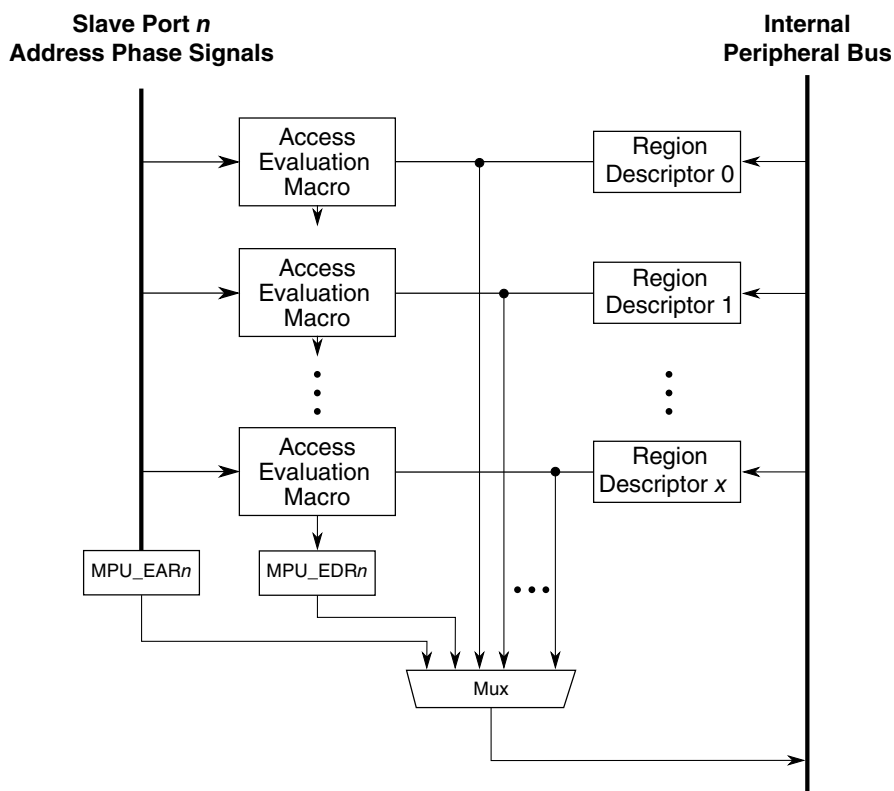 Slave Port n
Address Phase Signals
Internal
Peripheral Bus
Access
Evaluation
Macro
Region
Descriptor 0
Access
Evaluation
Macro
Region
Descriptor 1
Access
Evaluation
Macro
Region
Descriptor x
MPU_EARn
MPU_EDRn
Mux